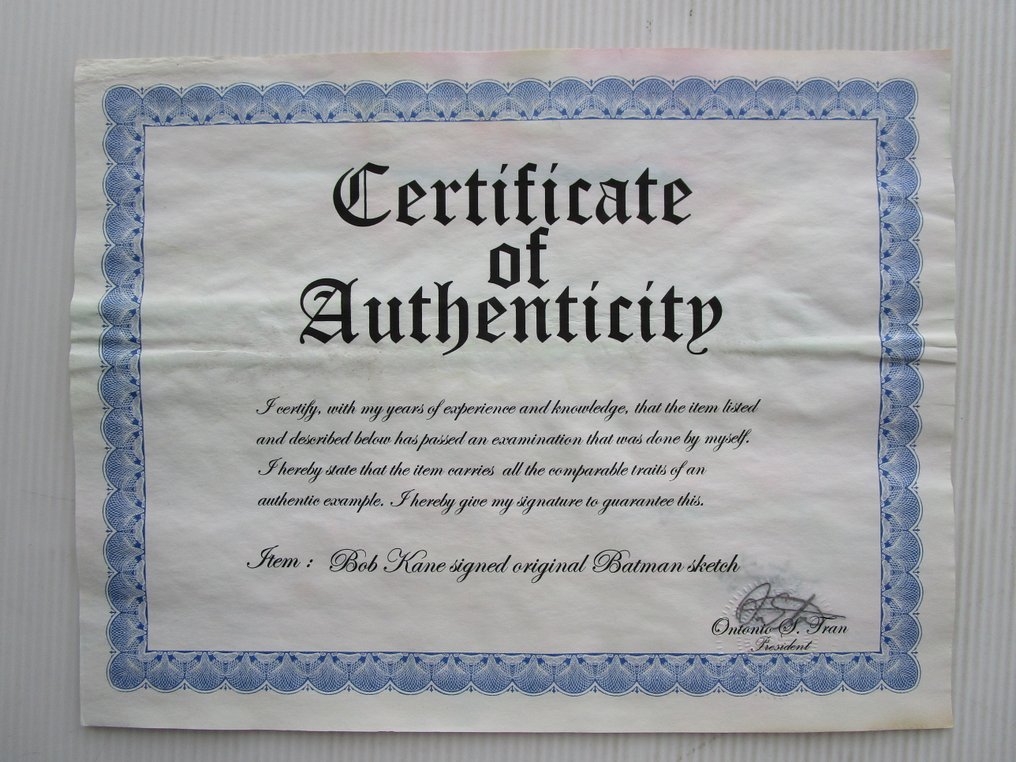 Certificate
of
Authenticity
I certify, with my years of experience and knowledge, that the item listed
and described below has passed an examination that was done by myself.
I hereby state that the item carries all the comparable traits of an
authentic example. I hereby give my signature to guarantee this.
Item : Bob Kane signed original Batman sketch
Ontonto S. Tran
President